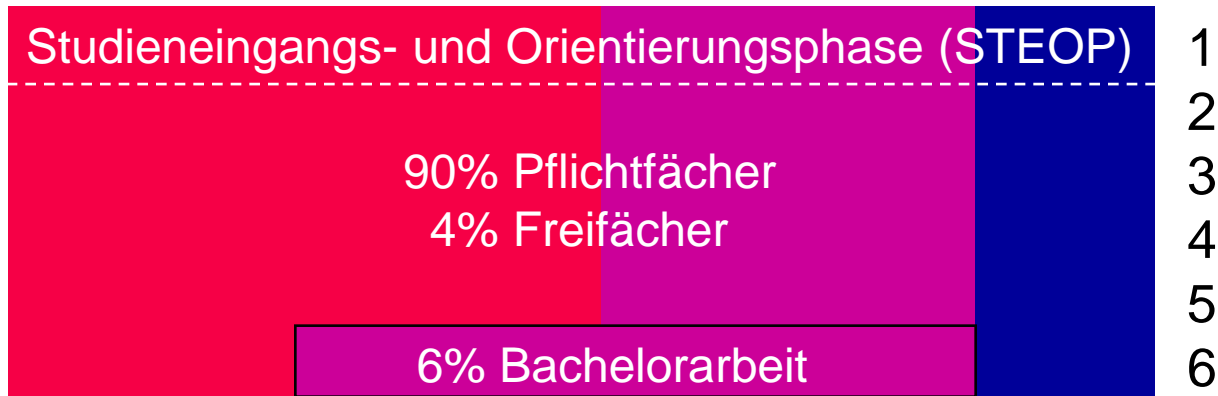 Studieneingangs- und Orientierungsphase (STEOP) 1
2
90% Pflichtfächer 3
4% Freifächer 4
5
6% Bachelorarbeit 6